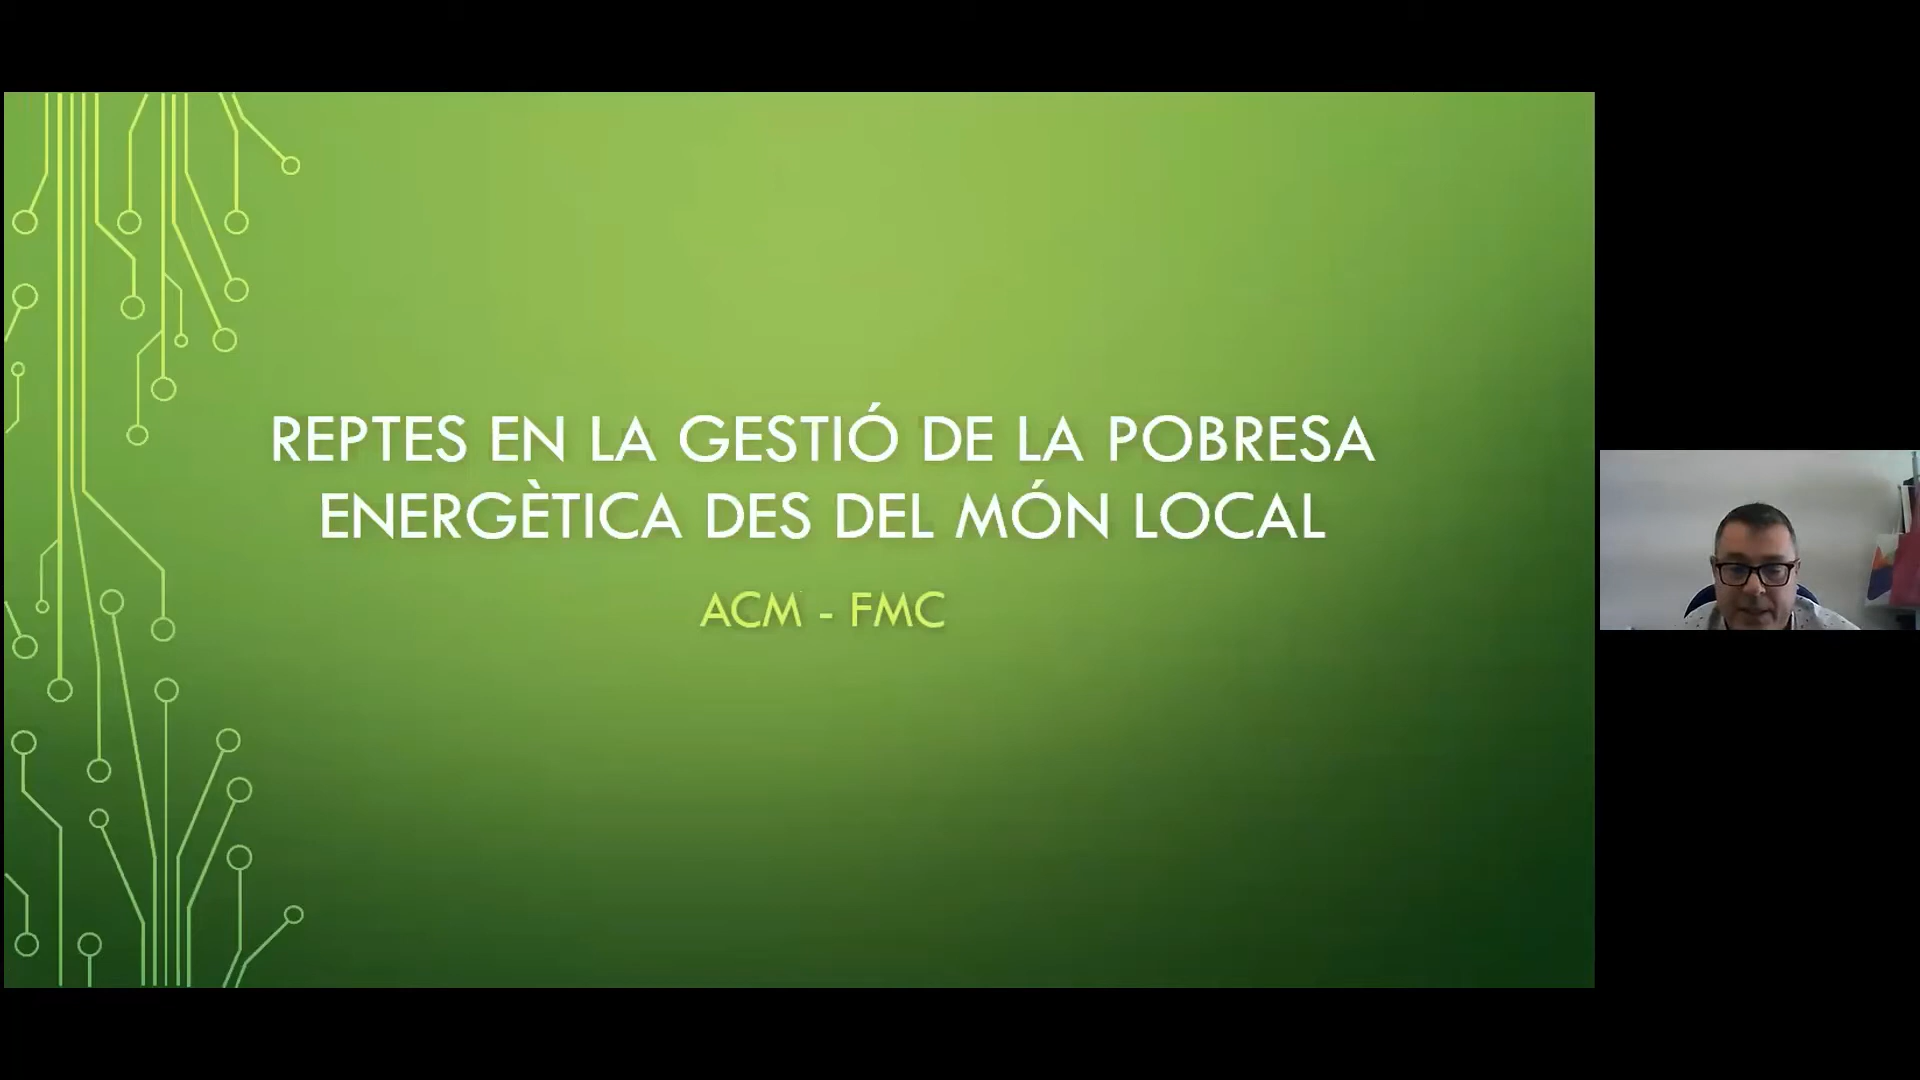 REPTES EN LA GESTIÓ DE LA POBRESA
ENERGÈTICA DES DEL MÓN LOCAL
ACM - FMC